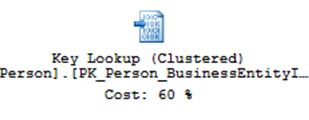 Key Lookup (Clustered)
Person].[PK_Person_BusinessEntityI…
Cost: 60 %